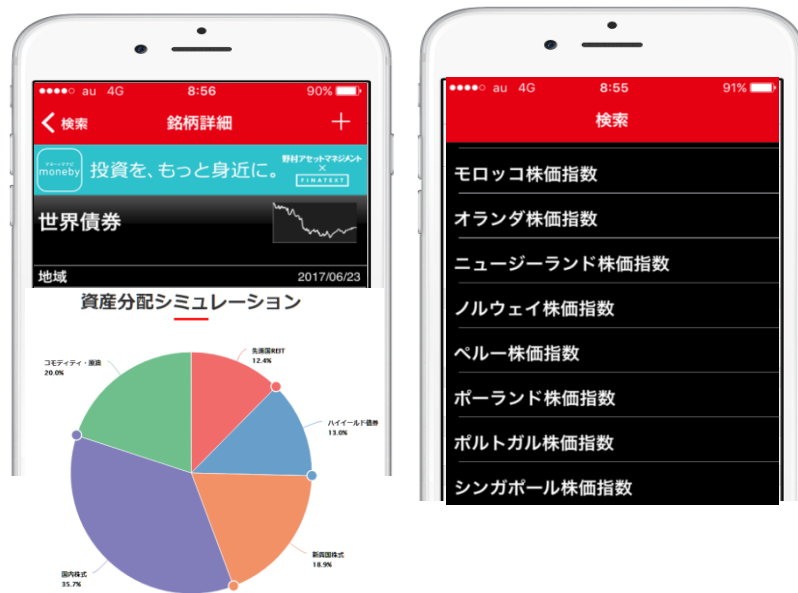 au 4G 8:56 90%
検索 銘柄詳細 +
マネー・トゥ・ナビ
moneby 投資を、もっと身近に。 野村アセットマネジメント
×
FINATEXT
世界債券
地域 2017/06/23
資産分配シミュレーション
先進国REIT
12.4%
ハイイールド債券
13.0%
新興国株式
18.9%
国内株式
35.7%
コモディティ・原油
20.0%
au 4G 8:55 91%
検索
モロッコ株価指数
オランダ株価指数
ニュージーランド株価指数
ノルウェイ株価指数
ペルー株価指数
ポーランド株価指数
ポルトガル株価指数
シンガポール株価指数